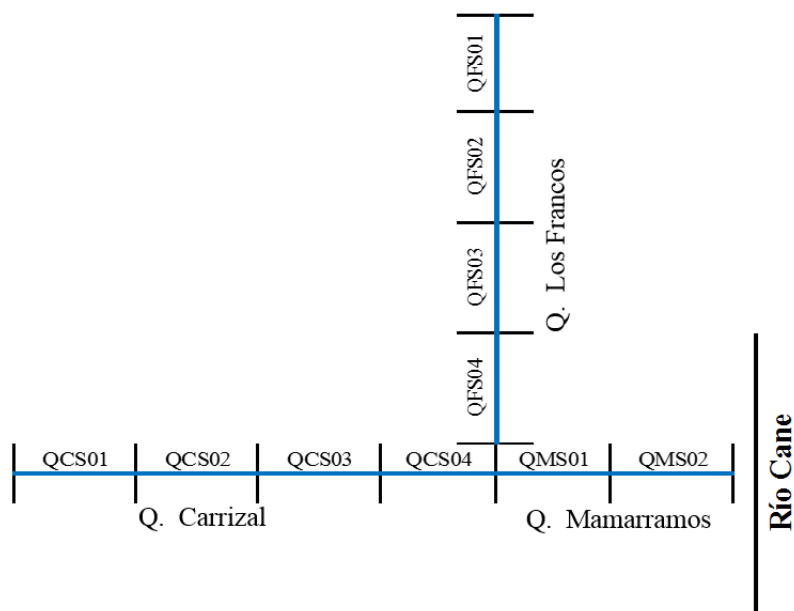 QFS01
QFS02
Q. Los Francos
QFS03
QFS04
QCS01
QCS02
QCS03
QCS04
QMS01
QMS02
Q. Carrizal
Q. Mamarramos
Río Cane